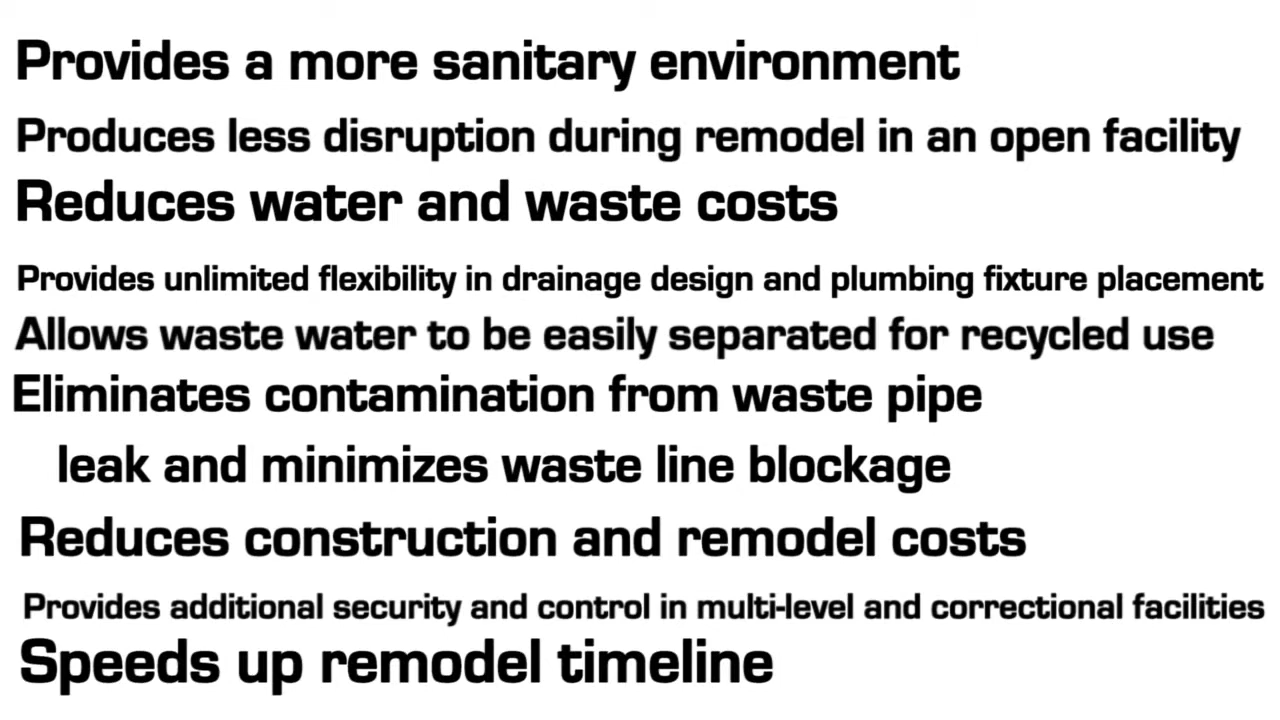 Provides a more sanitary environment
Produces less disruption during remodel in an open facility
Reduces water and waste costs
Provides unlimited flexibility in drainage design and plumbing fixture placement
Allows waste water to be easily separated for recycled use
Eliminates contamination from waste pipe
leak and minimizes waste line blockage
Reduces construction and remodel costs
Provides additional security and control in multi-level and correctional facilities
Speeds up remodel timeline